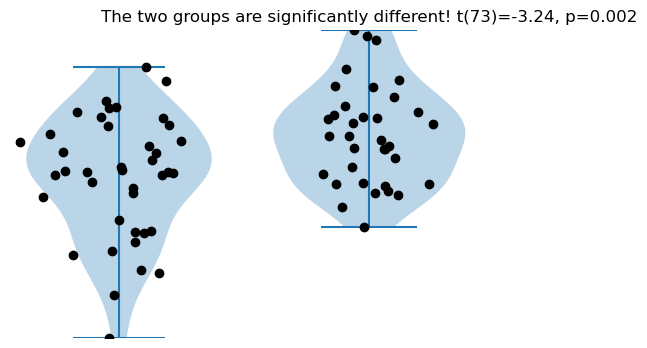 The two groups are significantly different! t(73)=-3.24, p=0.002